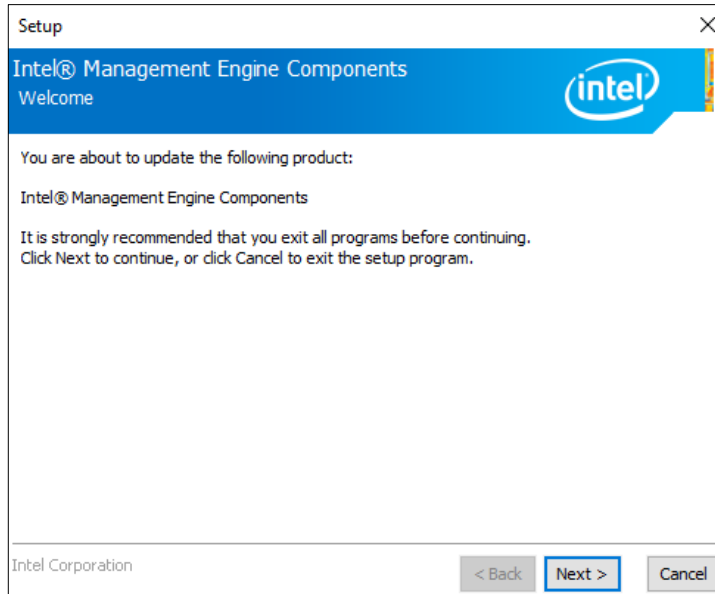 Setup
Intel® Management Engine Components
Welcome
intel
You are about to update the following product:
Intel® Management Engine Components
It is strongly recommended that you exit all programs before continuing.
Click Next to continue, or click Cancel to exit the setup program.
Intel Corporation
< Back Next > Cancel